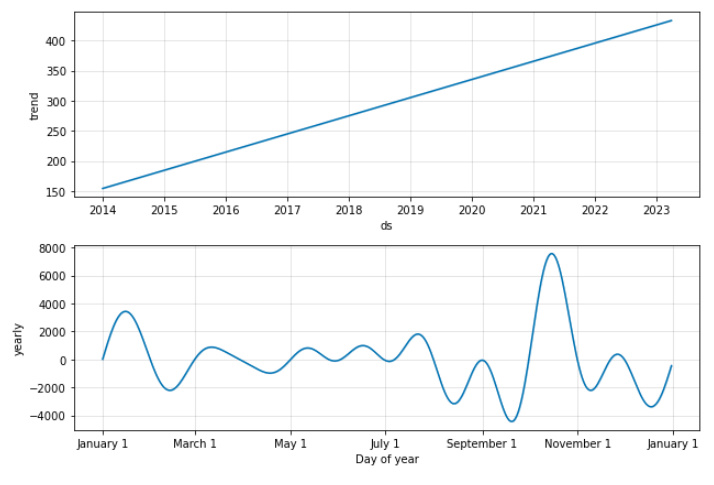 400
350
300
250
200
150
trend
2014 2015 2016 2017 2018 2019 2020 2021 2022 2023
ds
8000
6000
4000
2000
0
−2000
−4000
yearly
January 1 March 1 May 1 July 1 September 1 November 1 January 1
Day of year